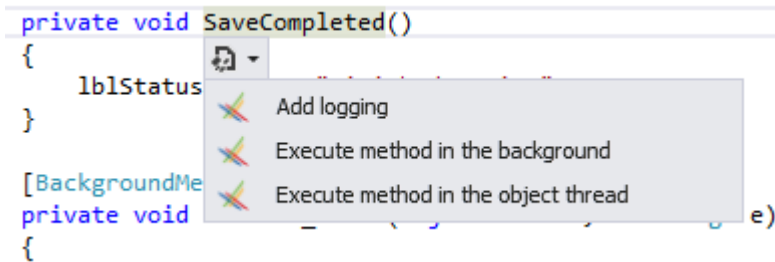 private void SaveCompleted()
{
lblStatus
Add logging
}
Execute method in the background
[BackgroundMe
Execute method in the object thread
private void e)
{